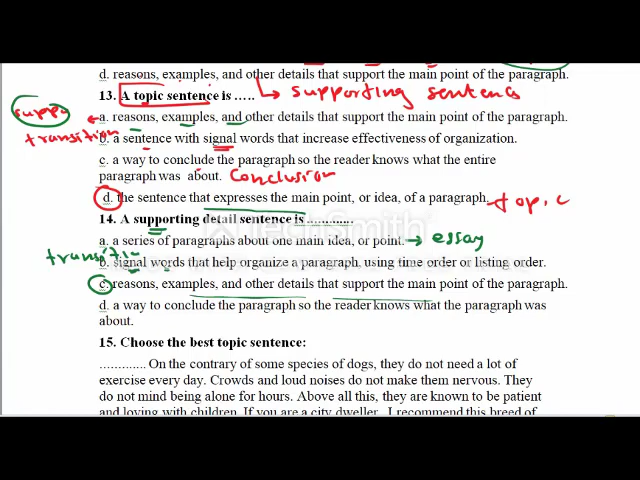 d. reasons, examples, and other details that support the main point of the paragraph.
13. A topic sentence is ….. supporting sentence
suppo
a. reasons, examples, and other details that support the main point of the paragraph.
transition
b. a sentence with signal words that increase effectiveness of organization.
c. a way to conclude the paragraph so the reader knows what the entire
paragraph was about. Conclusion
d. the sentence that expresses the main point, or idea, of a paragraph. topic
14. A supporting detail sentence is ............
TechSmith
a. a series of paragraphs about one main idea, or point. essay
transition
b. signal words that help organize a paragraph, using time order or listing order.
c. reasons, examples, and other details that support the main point of the paragraph.
d. a way to conclude the paragraph so the reader knows what the paragraph was
about.
15. Choose the best topic sentence:
............. On the contrary of some species of dogs, they do not need a lot of
exercise every day. Crowds and loud noises do not make them nervous. They
do not mind being alone for hours. Above all this, they are known to be patient
and loving with children. If you are a city dweller, I recommend this breed of